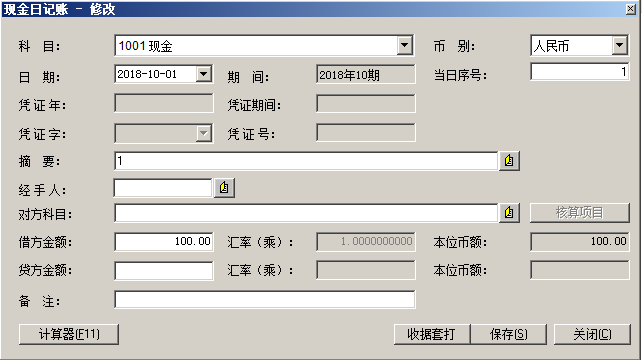 现金日记账 - 修改
科 目： 1001 现金 币 别： 人民币
日 期： 2018-10-01 期 间： 2018年10期 当日序号： 1
凭证年： 凭证期间：
凭证字： 凭证号：
摘 要： 1
经手人：
对方科目： 核算项目
借方金额： 100.00 汇率（乘）： 1.0000000000 本位币额： 100.00
贷方金额： 汇率（乘）： 本位币额：
备 注：
计算器(F11) 收据套打 保存(S) 关闭(C)